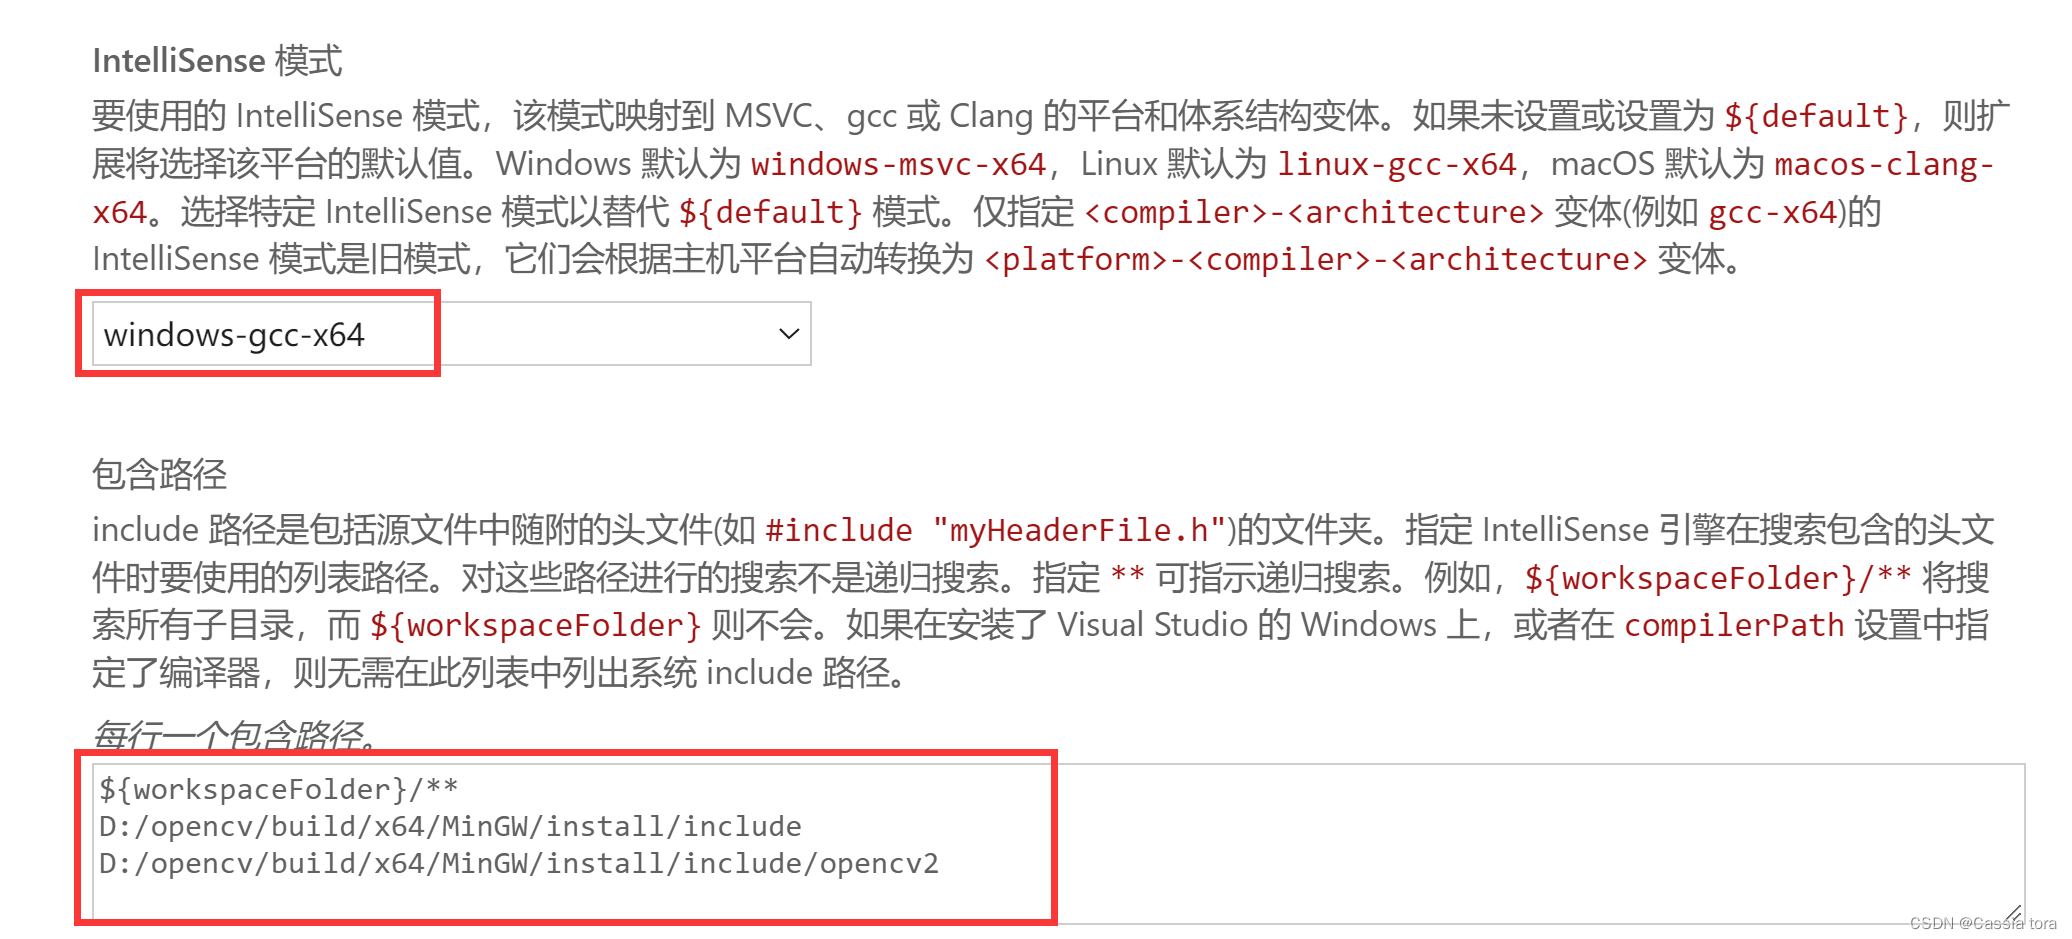 IntelliSense 模式
要使用的 IntelliSense 模式，该模式映射到 MSVC、gcc 或 Clang 的平台和体系结构变体。如果未设置或设置为 ${default}，则扩
展将选择该平台的默认值。Windows 默认为 windows-msvc-x64，Linux 默认为 linux-gcc-x64，macOS 默认为 macos-clang-
x64。选择特定 IntelliSense 模式以替代 ${default} 模式。仅指定 <compiler>-<architecture> 变体(例如 gcc-x64)的
IntelliSense 模式是旧模式，它们会根据主机平台自动转换为 <platform>-<compiler>-<architecture> 变体。
windows-gcc-x64
包含路径
include 路径是包括源文件中随附的头文件(如 #include "myHeaderFile.h")的文件夹。指定 IntelliSense 引擎在搜索包含的头文
件时要使用的列表路径。对这些路径进行的搜索不是递归搜索。指定 ** 可指示递归搜索。例如，${workspaceFolder}/** 将搜
索所有子目录，而 ${workspaceFolder} 则不会。如果在安装了 Visual Studio 的 Windows 上，或者在 compilerPath 设置中指
定了编译器，则无需在此列表中列出系统 include 路径。
每行一个包含路径。
${workspaceFolder}/**
D:/opencv/build/x64/MinGW/install/include
D:/opencv/build/x64/MinGW/install/include/opencv2
CSDN @Cassia tora